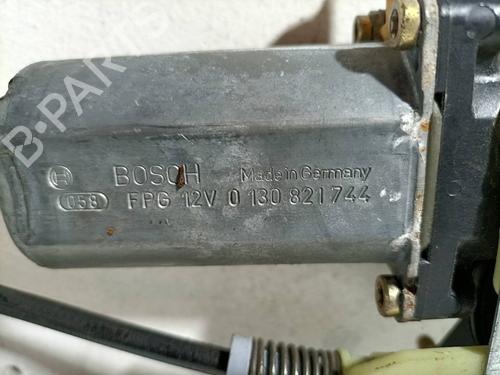 BOSCH Made in Germany
058 FPG 12V 0 130 821 744
B-PARTS